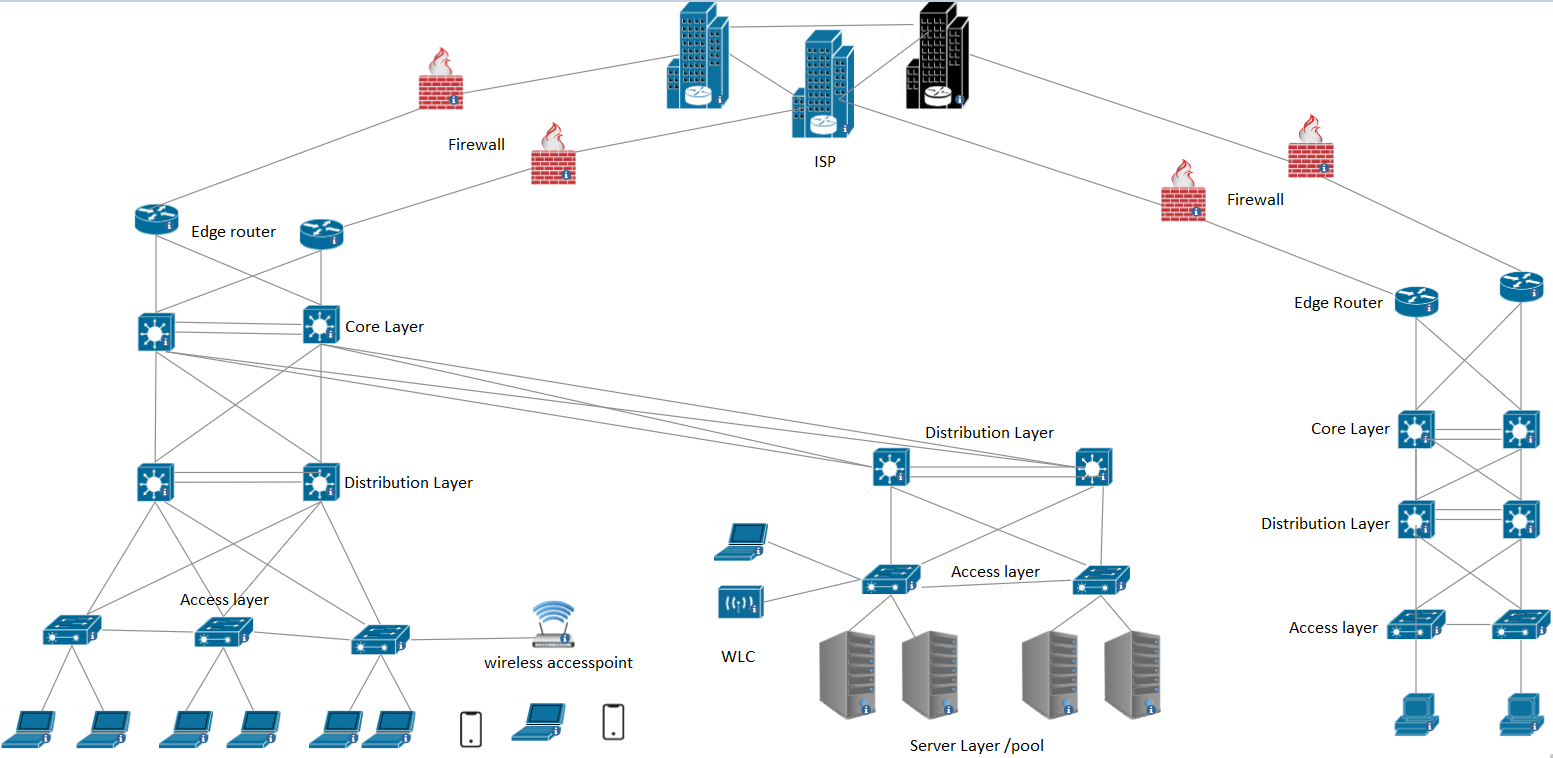 Firewall
ISP
Firewall
Edge router
Edge Router
Core Layer
Core Layer
Distribution Layer
Distribution Layer
Distribution Layer
Access layer
Access layer
Access layer
wireless accesspoint
WLC
Server Layer /pool